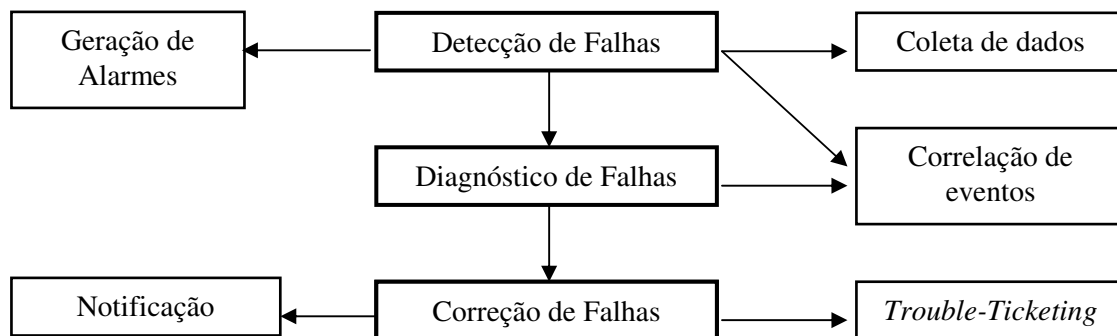 Geração de
Alarmes
Detecção de Falhas
Coleta de dados
Diagnóstico de Falhas
Correlação de
eventos
Notificação
Correção de Falhas
Trouble-Ticketing